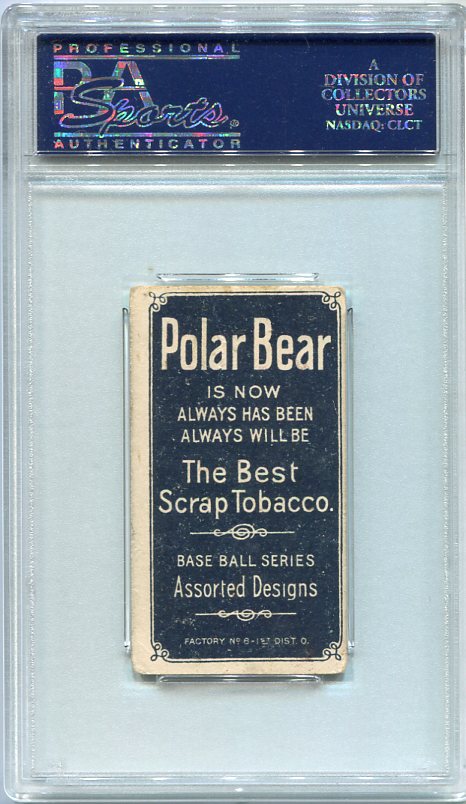 PROFESSIONAL
PSA
Sports
AUTHENTICATOR
A
DIVISION OF
COLLECTORS
UNIVERSE
NASDAQ: CLCT
Polar Bear
IS NOW
ALWAYS HAS BEEN
ALWAYS WILL BE
The Best
Scrap Tobacco.
BASE BALL SERIES
Assorted Designs
FACTORY Nº 6-1ST DIST. O.